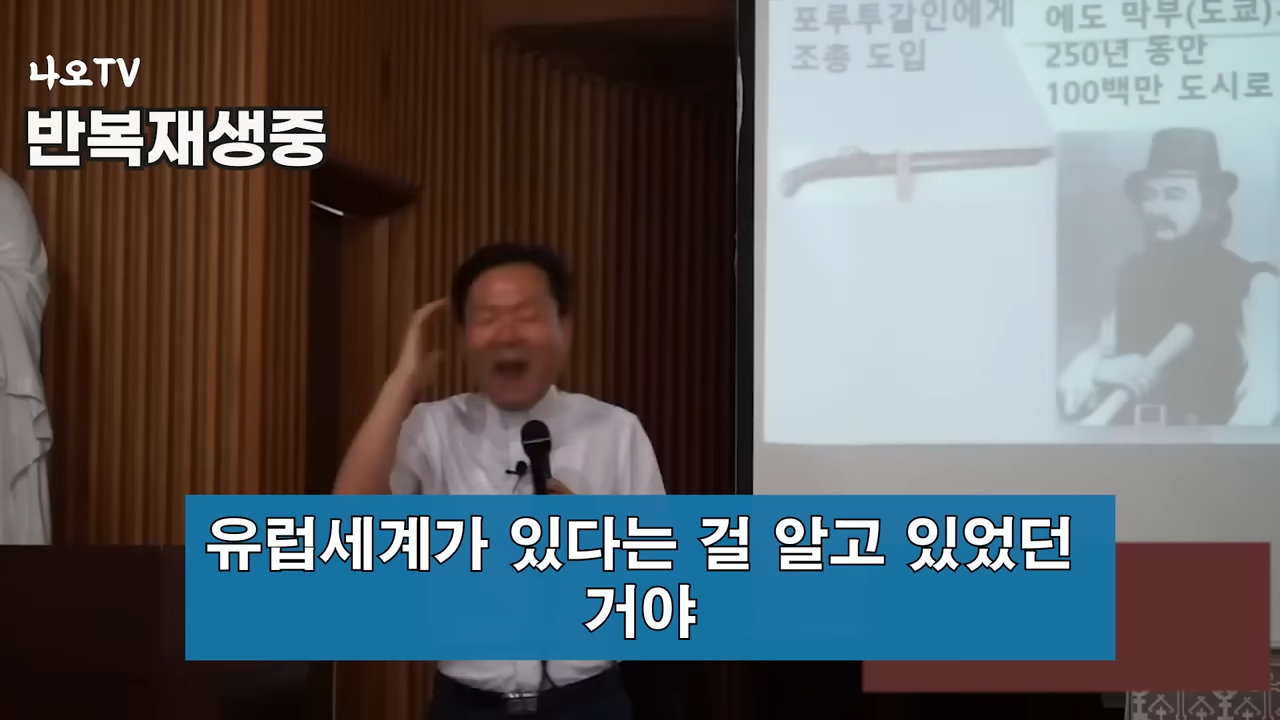 나오TV
반복재생중
포루투갈인에게
조총 도입
에도 막부(도쿄)
250년 동안
100백만 도시로
유럽세계가 있다는 걸 알고 있었던
거야